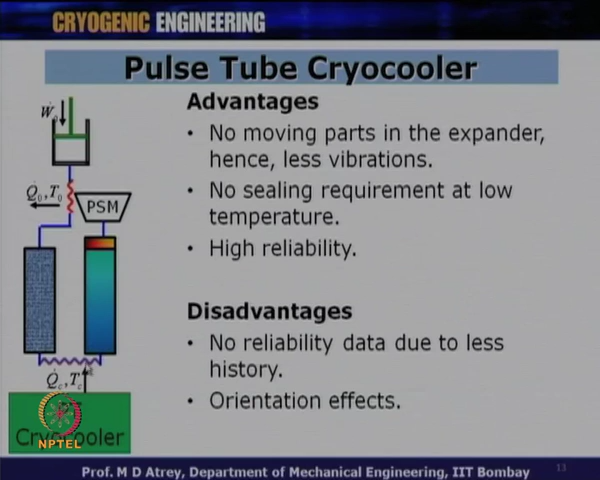 CRYOGENIC ENGINEERING
Pulse Tube Cryocooler
Advantages
• No moving parts in the expander,
hence, less vibrations.
• No sealing requirement at low
temperature.
• High reliability.
Disadvantages
• No reliability data due to less
history.
• Orientation effects.
Q̇₀,T₀
PSM
Cryocooler
NPTEL
Prof. M D Atrey, Department of Mechanical Engineering, IIT Bombay
13